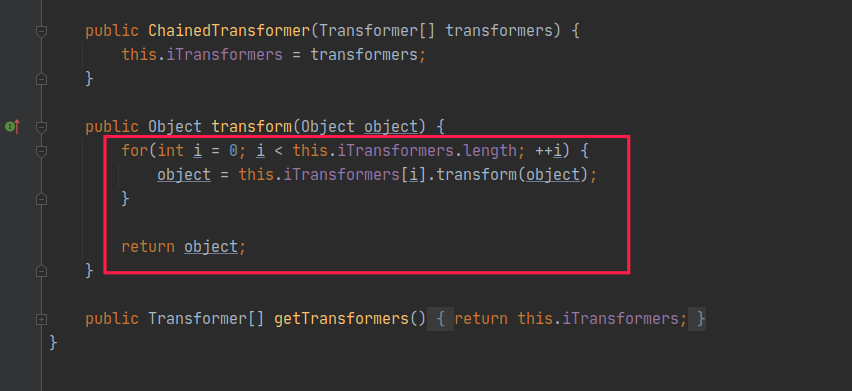 public ChainedTransformer(Transformer[] transformers) {
this.iTransformers = transformers;
}
public Object transform(Object object) {
for(int i = 0; i < this.iTransformers.length; ++i) {
object = this.iTransformers[i].transform(object);
}
return object;
}
public Transformer[] getTransformers() { return this.iTransformers; }
}